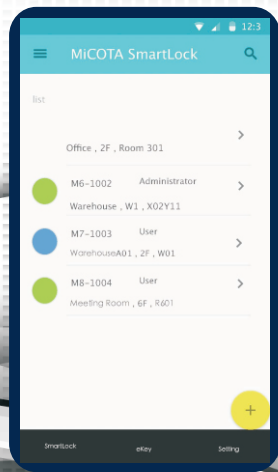 12:3
MiCOTA SmartLock
list
Office , 2F , Room 301
M6-1002 Administrator
Warehouse , W1 , X02Y11
M7-1003 User
WarehouseA01 , 2F , W01
M8-1004 User
Meeting Room , 6F , R601
+
SmartLock eKey Setting